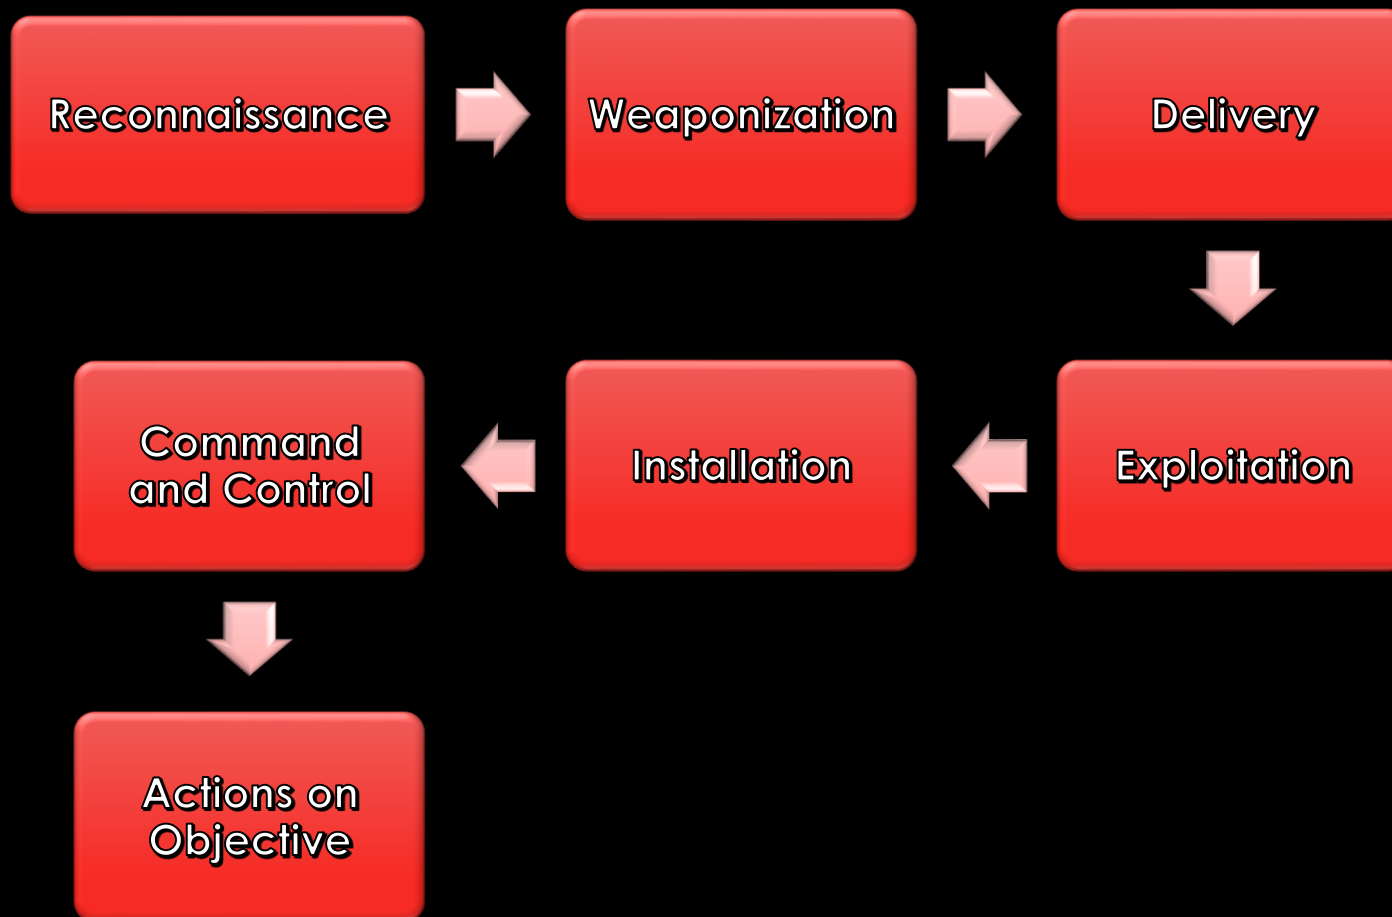 Reconnaissance
Weaponization
Delivery
Exploitation
Installation
Command
and Control
Actions on
Objective